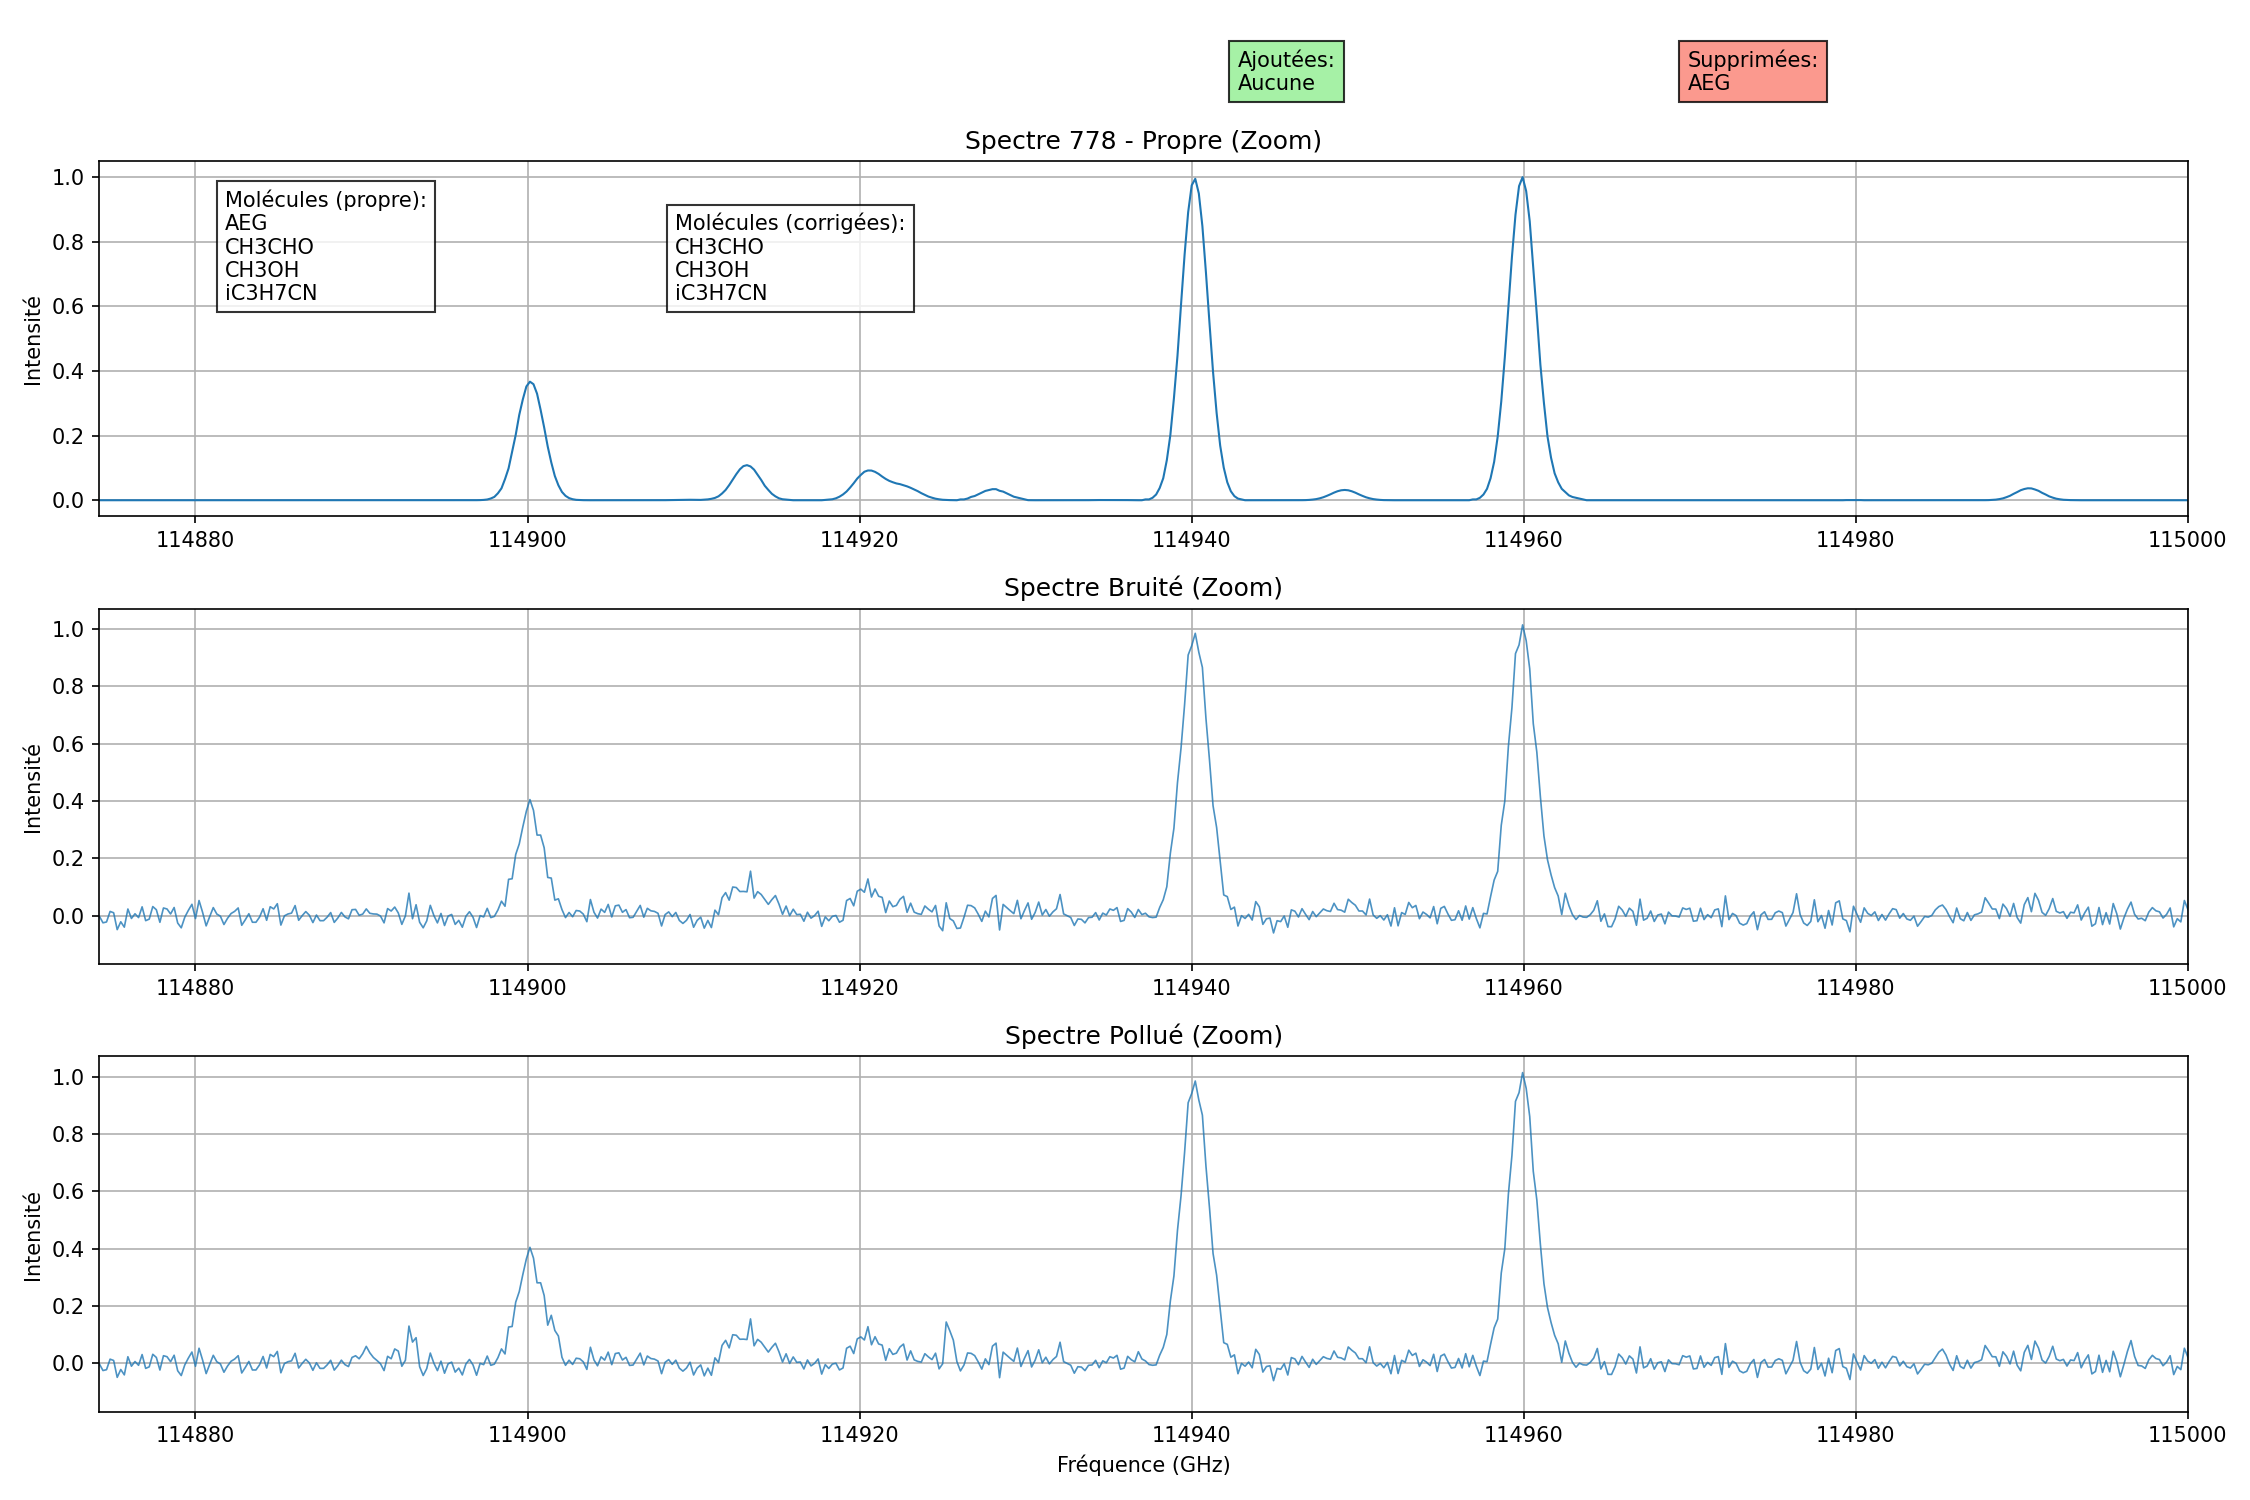 Ajoutées:
Aucune
Supprimées:
AEG
Spectre 778 - Propre (Zoom)
Intensité
1.0
0.8
0.6
0.4
0.2
0.0
Molécules (propre):
AEG
CH3CHO
CH3OH
iC3H7CN
Molécules (corrigées):
CH3CHO
CH3OH
iC3H7CN
114880
114900
114920
114940
114960
114980
115000
Spectre Bruité (Zoom)
Intensité
1.0
0.8
0.6
0.4
0.2
0.0
114880
114900
114920
114940
114960
114980
115000
Spectre Pollué (Zoom)
Intensité
1.0
0.8
0.6
0.4
0.2
0.0
114880
114900
114920
114940
114960
114980
115000
Fréquence (GHz)